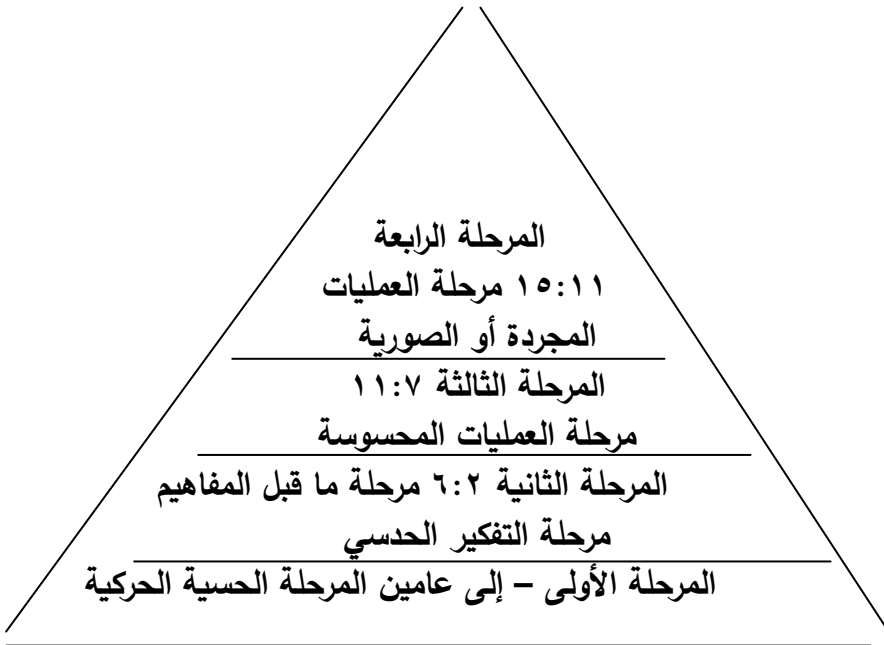 المرحلة الرابعة
١٥:١١ مرحلة العمليات
المجردة أو الصورية
المرحلة الثالثة ١١:٧
مرحلة العمليات المحسوسة
المرحلة الثانية ٦:٢ مرحلة ما قبل المفاهيم
مرحلة التفكير الحدسي
المرحلة الأولى – إلى عامين المرحلة الحسية الحركية